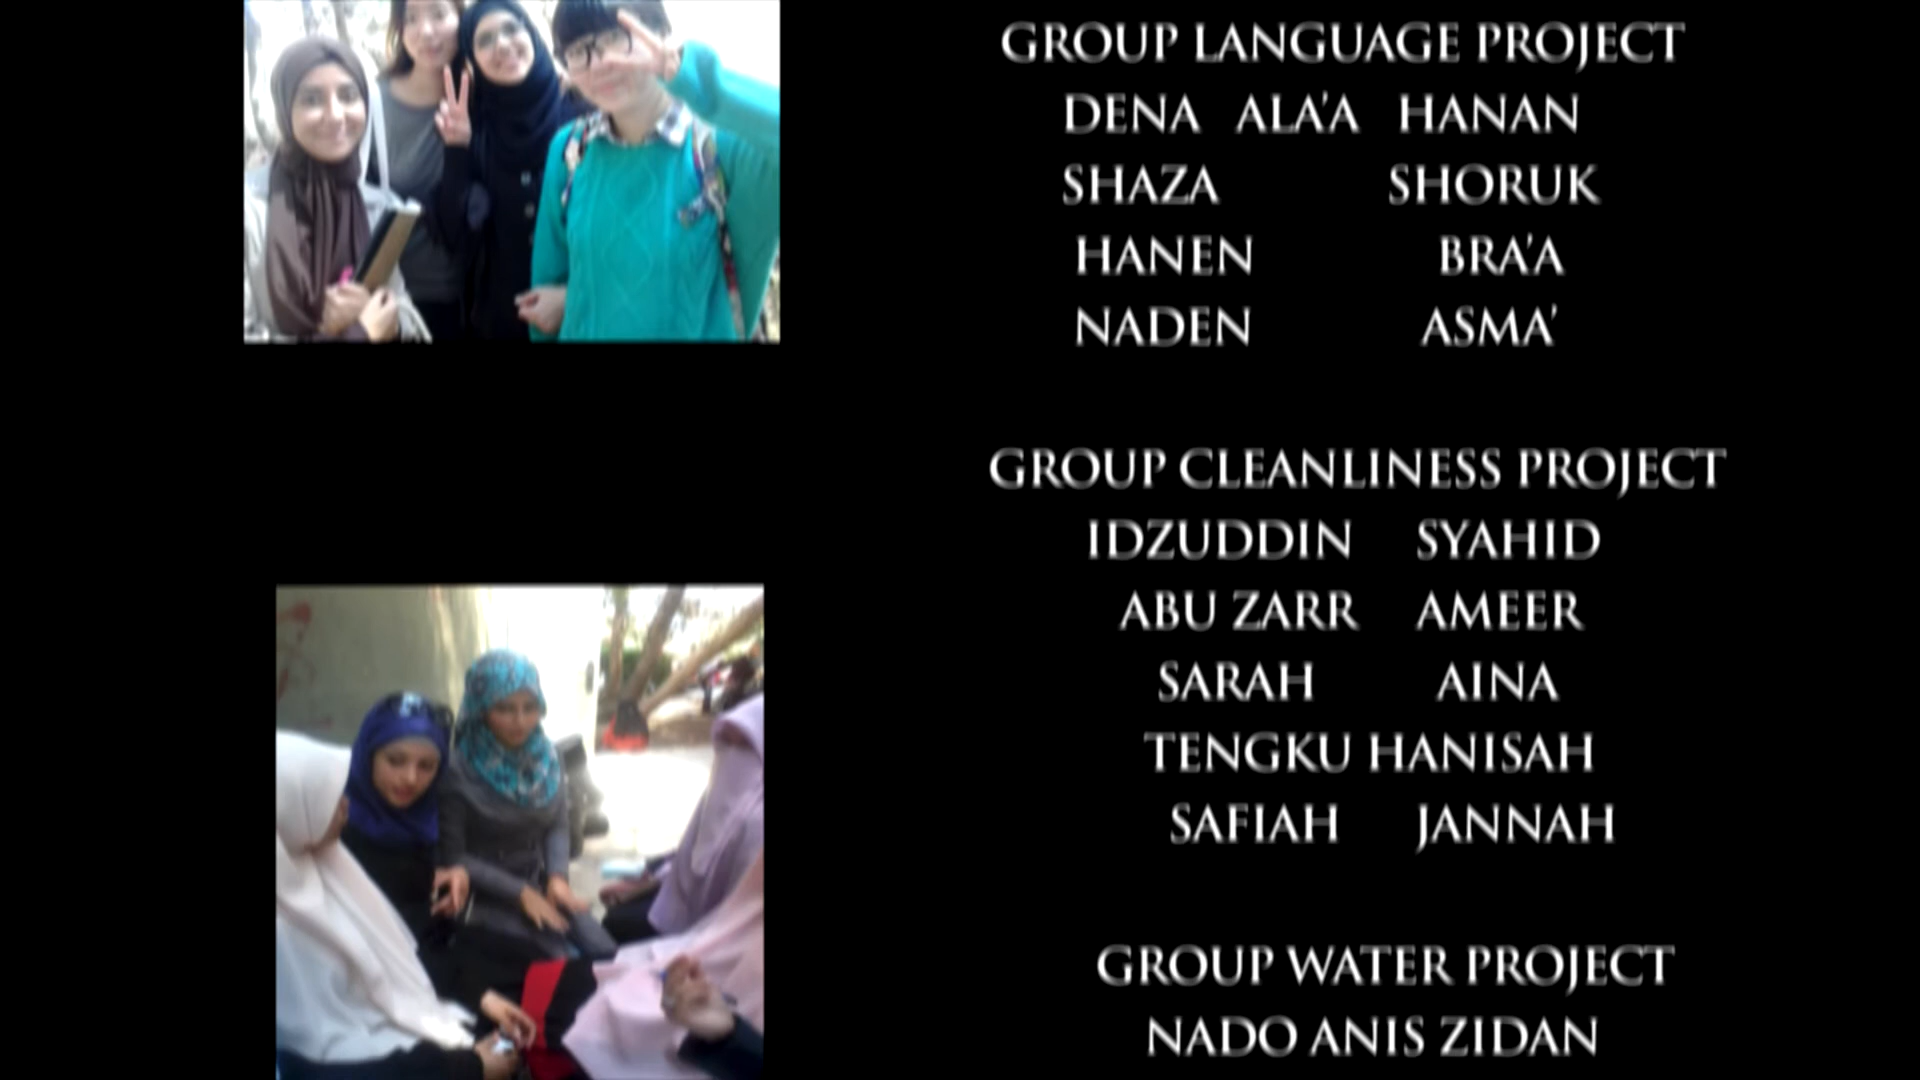 GROUP LANGUAGE PROJECT
DENA ALA'A HANAN
SHAZA SHORUK
HANEN BRA'A
NADEN ASMA'
GROUP CLEANLINESS PROJECT
IDZUDDIN SYAHID
ABU ZARR AMEER
SARAH AINA
TENGKU HANISAH
SAFIAH JANNAH
GROUP WATER PROJECT
NADO ANIS ZIDAN